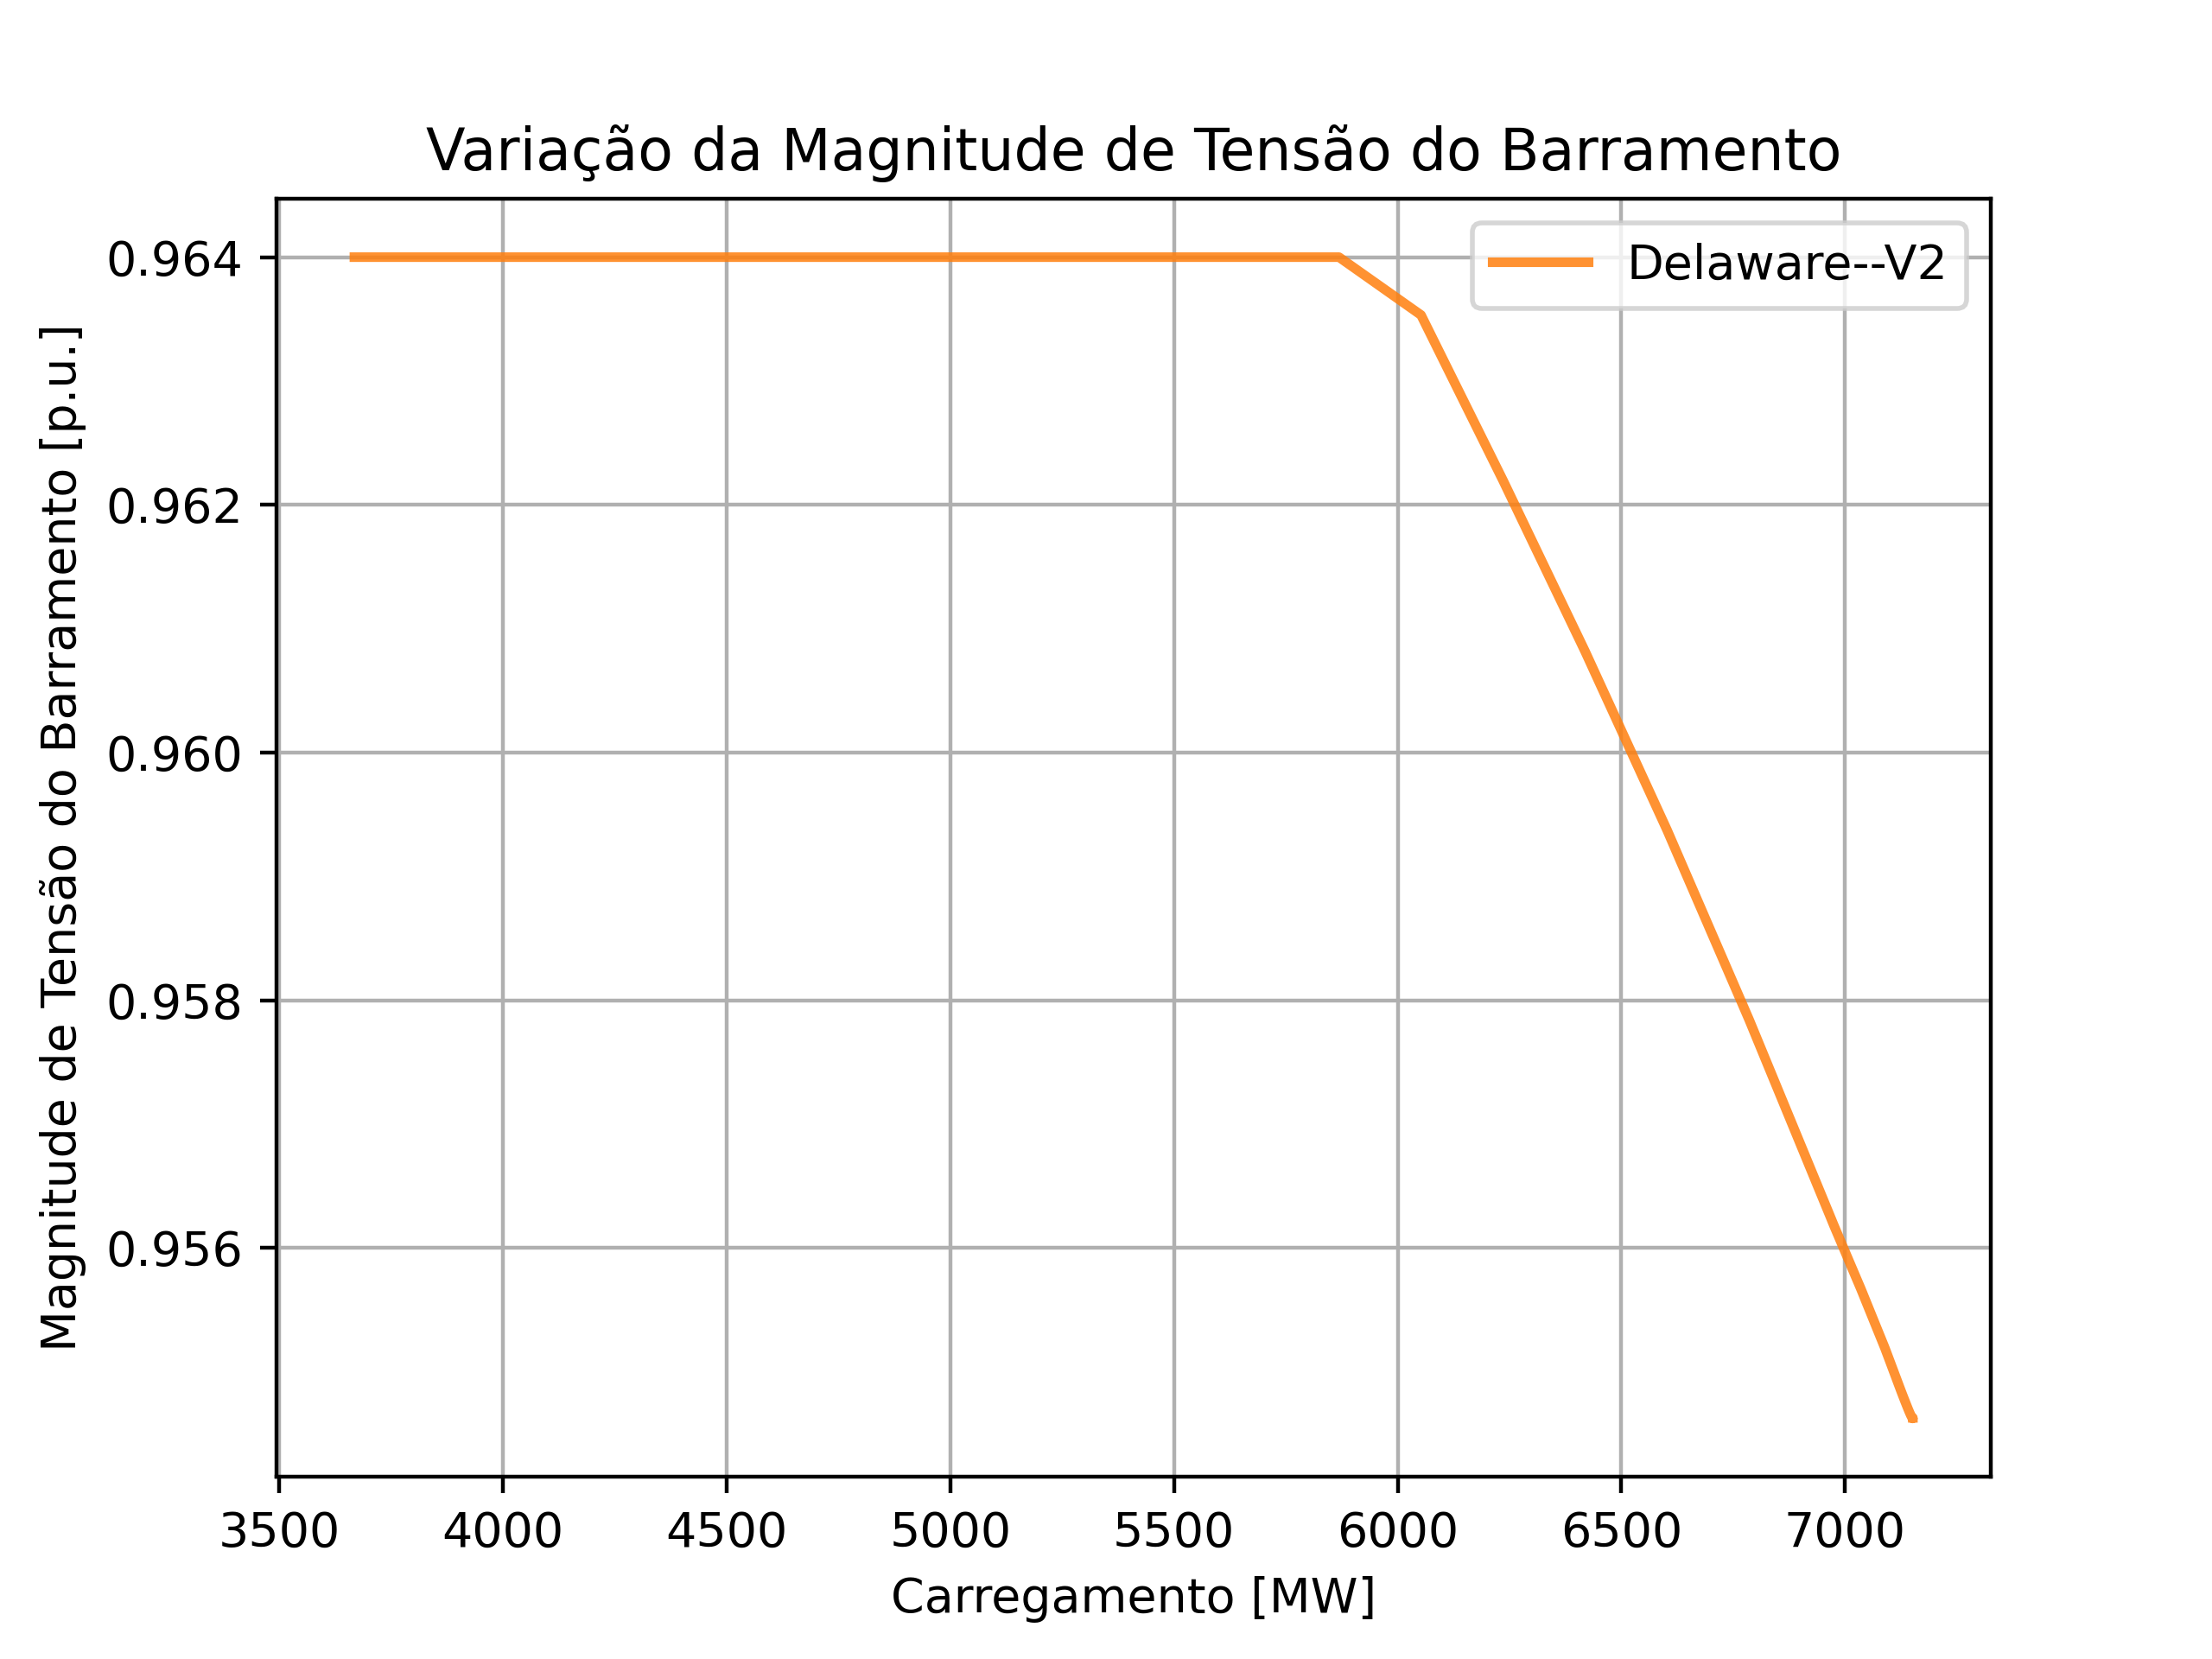 Variação da Magnitude de Tensão do Barramento
Delaware--V2
Magnitude de Tensão do Barramento [p.u.]
0.964
0.962
0.960
0.958
0.956
3500 4000 4500 5000 5500 6000 6500 7000
Carregamento [MW]